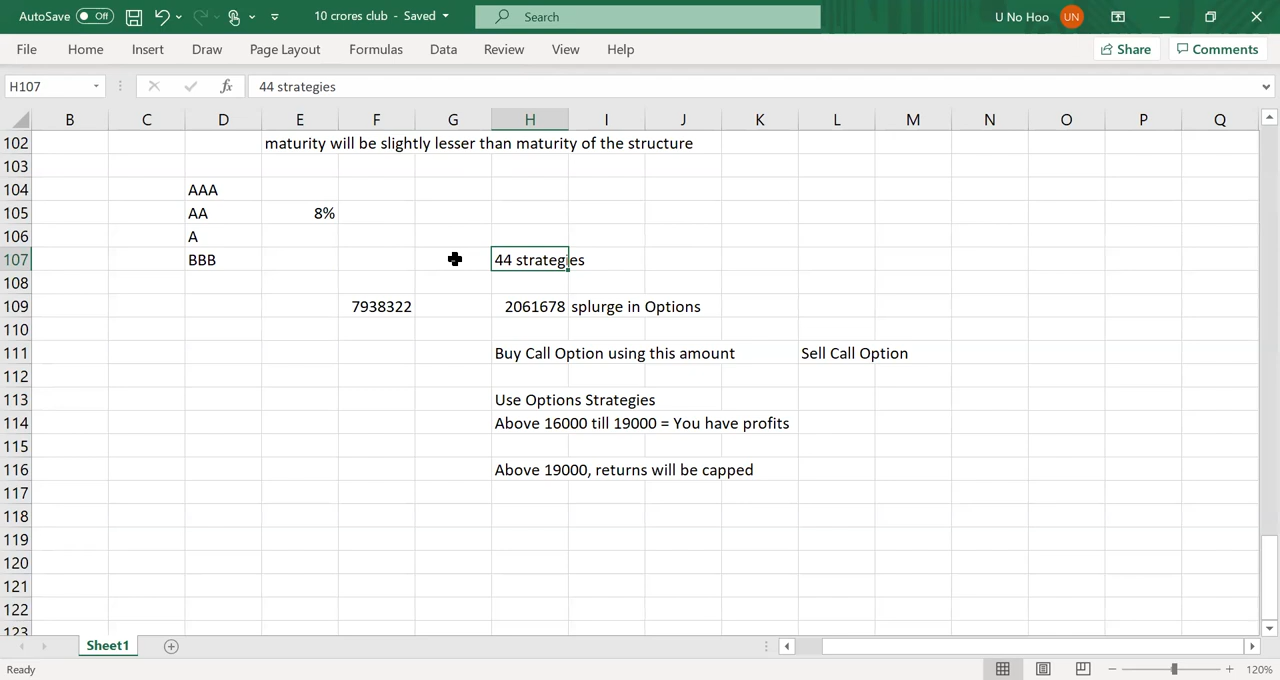 AutoSave Off 10 crores club - Saved Search U No Hoo UN
File Home Insert Draw Page Layout Formulas Data Review View Help Share Comments
H107 fx 44 strategies
B C D E F G H I J K L M N O P Q
102 maturity will be slightly lesser than maturity of the structure
103
104 AAA
105 AA 8%
106 A
107 BBB 44 strategies
108
109 7938322 2061678 splurge in Options
110
111 Buy Call Option using this amount Sell Call Option
112
113 Use Options Strategies
114 Above 16000 till 19000 = You have profits
115
116 Above 19000, returns will be capped
117
118
119
120
121
122
123
Sheet1
Ready 120%